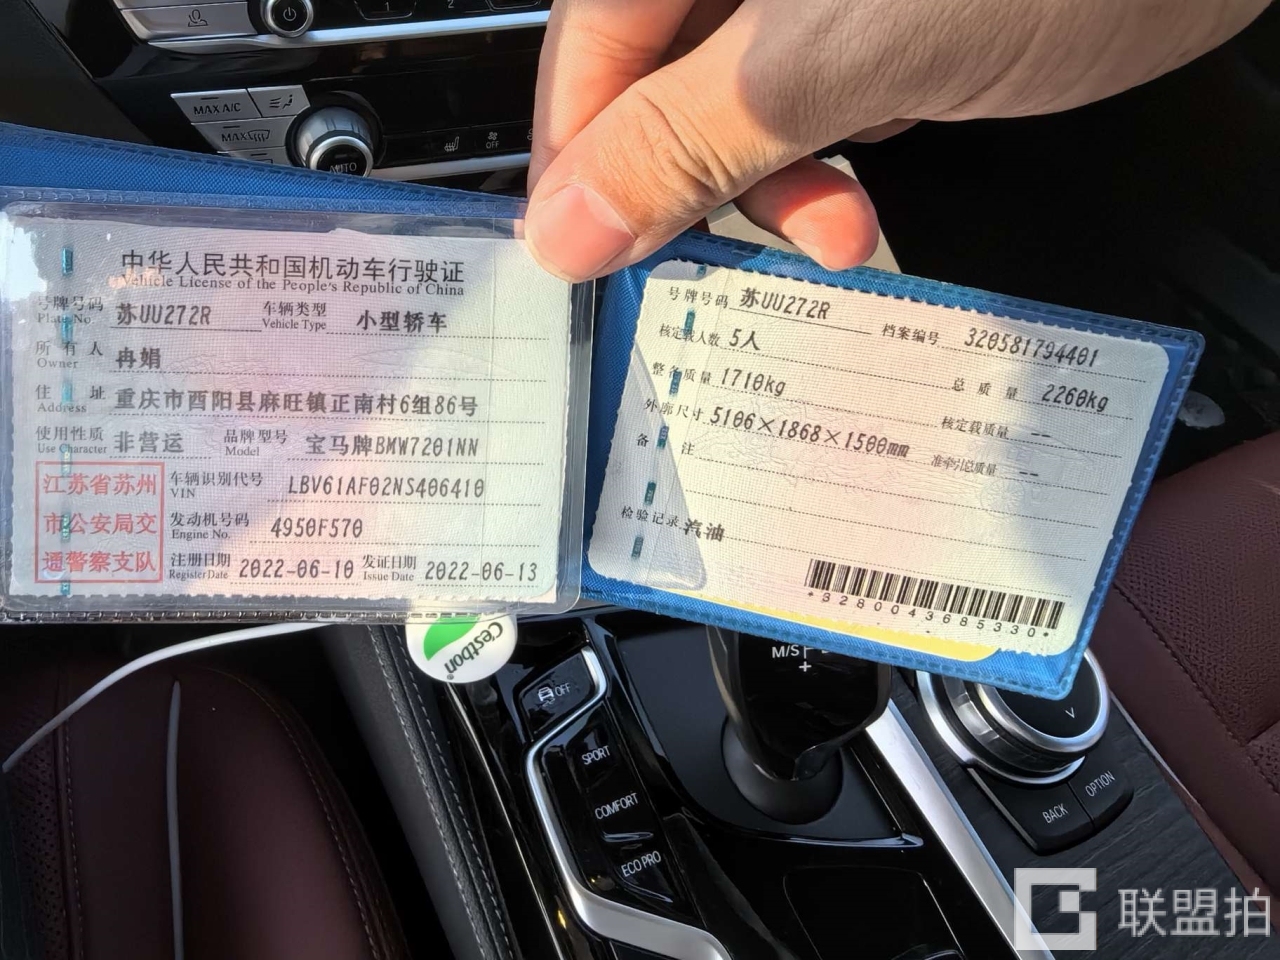 MAX A/C
MAX
AUTO
1
2
OFF
中华人民共和国机动车行驶证
Vehicle License of the People's Republic of China
号牌号码 苏UU272R 车辆类型 小型轿车
Plate No. Vehicle Type
所有人 冉娟
Owner
住址 重庆市酉阳县麻旺镇正南村6组86号
Address
使用性质 非营运 品牌型号 宝马牌BMW7201NN
Use Character Model
江苏省苏州
市公安局交
通警察支队
车辆识别代号 LBV61AF02NS406410
VIN
发动机号码 4950F570
Engine No.
注册日期 2022-06-10 发证日期 2022-06-13
Register Date Issue Date
号牌号码 苏UU272R 档案编号 320581794401
核定载人数 5人 总质量 2260kg
整备质量 1710kg 核定载质量 --
外廓尺寸 5106×1868×1500mm 准牵引总质量 --
备注
检验记录 汽油
*3280043685330*
Cestbon
M/S
+
OFF
SPORT
COMFORT
ECO PRO
BACK
OPTION
联盟拍